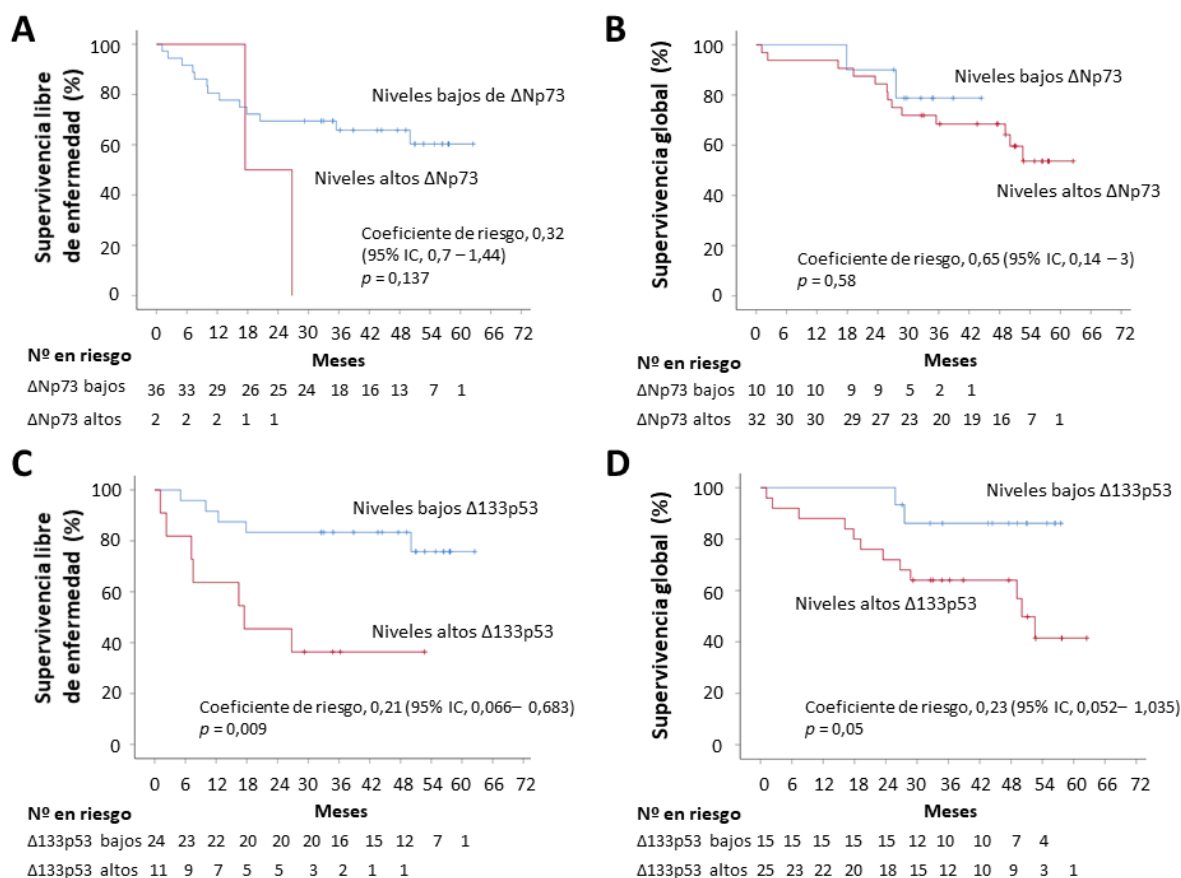 A
Supervivencia libre
de enfermedad (%)
100
80
60
40
20
0
Niveles bajos de ΔNp73
Niveles altos ΔNp73
Coeficiente de riesgo, 0,32
(95% IC, 0,7 – 1,44)
p = 0,137
0 6 12 18 24 30 36 42 48 54 60 72
Meses
Nº en riesgo
ΔNp73 bajos 36 33 29 26 25 24 18 16 13 7 1
ΔNp73 altos 2 2 2 1 1
B
Supervivencia global (%)
100
80
60
40
20
0
Niveles bajos ΔNp73
Niveles altos ΔNp73
Coeficiente de riesgo, 0,65 (95% IC, 0,14 – 3)
p = 0,58
0 6 12 18 24 30 36 42 48 54 60 72
Meses
Nº en riesgo
ΔNp73 bajos 10 10 10 9 9 5 2 1
ΔNp73 altos 32 30 30 29 27 23 20 19 16 7 1
C
Supervivencia libre
de enfermedad (%)
100
80
60
40
20
0
Niveles bajos Δ133p53
Niveles altos Δ133p53
Coeficiente de riesgo, 0,21 (95% IC, 0,066– 0,683)
p = 0,009
0 6 12 18 24 30 36 42 48 54 60 72
Meses
Nº en riesgo
Δ133p53 bajos 24 23 22 20 20 20 16 15 12 7 1
Δ133p53 altos 11 9 7 5 5 3 2 1 1
D
Supervivencia global (%)
100
80
60
40
20
0
Niveles bajos Δ133p53
Niveles altos Δ133p53
Coeficiente de riesgo, 0,23 (95% IC, 0,052– 1,035)
p = 0,05
0 6 12 18 24 30 36 42 54 60 72
Meses
Nº en riesgo
Δ133p53 bajos 15 15 15 15 15 12 10 10 7 4
Δ133p53 altos 25 23 22 20 18 15 12 10 9 3 1